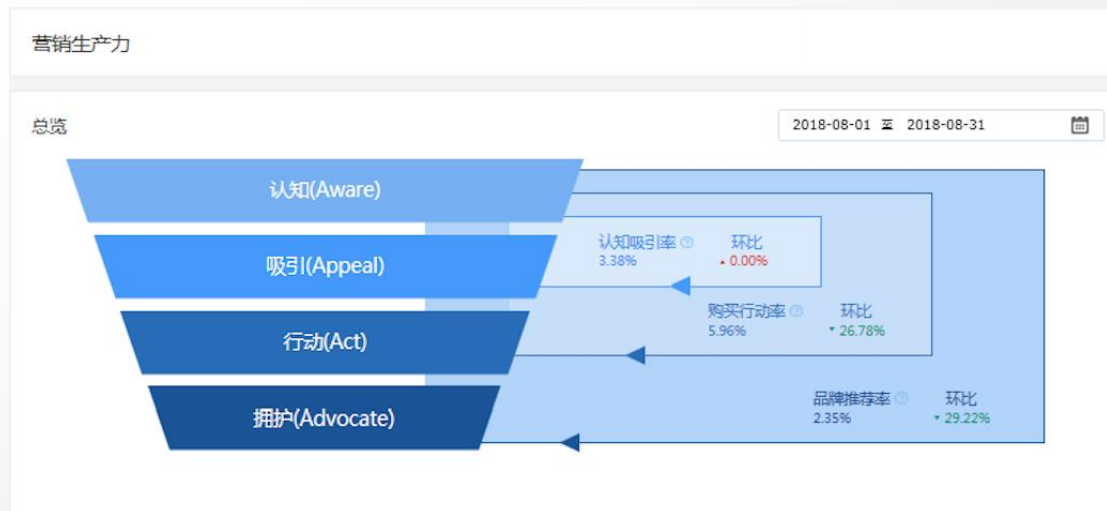 营销生产力
总览
2018-08-01 至 2018-08-31
认知(Aware)
吸引(Appeal)
行动(Act)
拥护(Advocate)
认知吸引率 环比
3.38% 0.00%
购买行动率 环比
5.96% 26.78%
品牌推荐率 环比
2.35% 29.22%